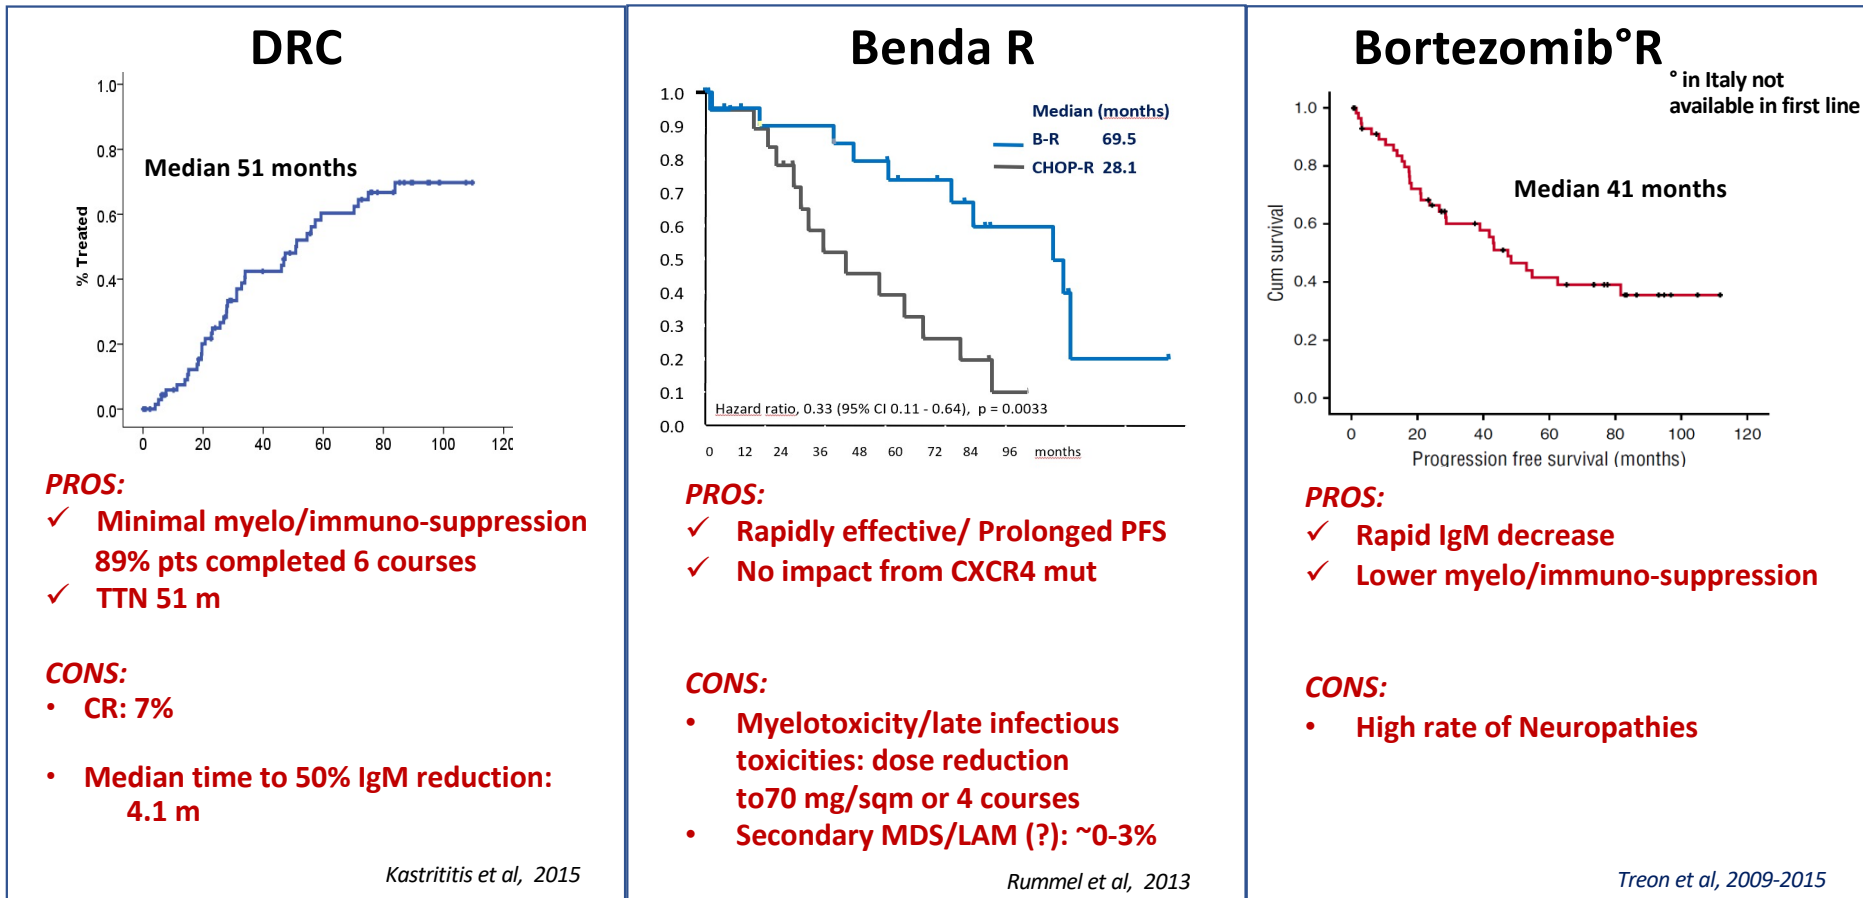 DRC
1.0
0.8
0.6
0.4
0.2
0.0
% Treated
Median 51 months
0 20 40 60 80 100 120
PROS:
✓ Minimal myelo/immuno-suppression
89% pts completed 6 courses
✓ TTN 51 m
CONS:
• CR: 7%
• Median time to 50% IgM reduction:
4.1 m
Kastrititis et al, 2015
Benda R
1.0
0.9
0.8
0.7
0.6
0.5
0.4
0.3
0.2
0.1
0.0
Median (months)
B-R 69.5
CHOP-R 28.1
Hazard ratio, 0.33 (95% CI 0.11 - 0.64), p = 0.0033
0 12 24 36 48 60 72 84 96 months
PROS:
✓ Rapidly effective/ Prolonged PFS
✓ No impact from CXCR4 mut
CONS:
• Myelotoxicity/late infectious
toxicities: dose reduction
to70 mg/sqm or 4 courses
• Secondary MDS/LAM (?): ~0-3%
Rummel et al, 2013
Bortezomib°R
° in Italy not
available in first line
1.0
0.8
0.6
0.4
0.2
0.0
Cum survival
Median 41 months
0 20 40 60 80 100 120
Progression free survival (months)
PROS:
✓ Rapid IgM decrease
✓ Lower myelo/immuno-suppression
CONS:
• High rate of Neuropathies
Treon et al, 2009-2015